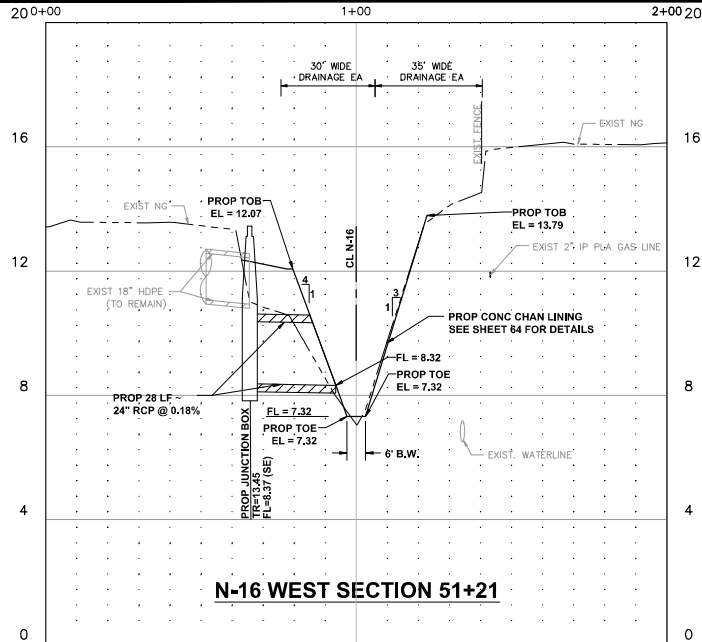 0+00
1+00
2+00
20
20
30' WIDE
DRAINAGE EA
35' WIDE
DRAINAGE EA
EXIST FENCE
EXIST NG
16
16
EXIST NG
PROP TOB
EL = 12.07
CL N-16
PROP TOB
EL = 13.79
EXIST 2" IP PLA GAS LINE
12
12
EXIST 18" HDPE
(TO REMAIN)
4
1
3
1
PROP CONC CHAN LINING
SEE SHEET 64 FOR DETAILS
FL = 8.32
PROP TOE
EL = 7.32
8
8
PROP 28 LF ~
24" RCP @ 0.18%
FL = 7.32
PROP TOE
EL = 7.32
6' B.W.
EXIST. WATERLINE
PROP JUNCTION BOX
TR=13.45
FL=8.37 (SE)
4
4
N-16 WEST SECTION 51+21
0
0